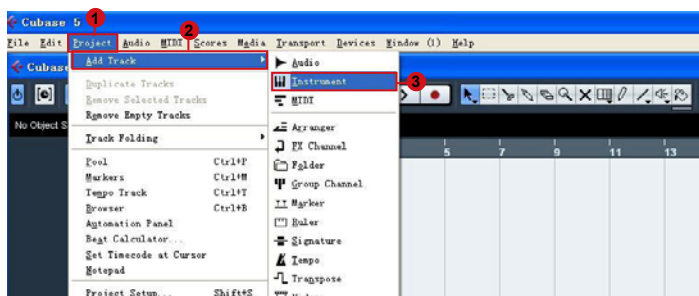 Cubase 5
1
2
File Edit Project Audio MIDI Scores Media Transport Devices Window (1) Help
Add Track
Audio
Cubase
Instrument
3
Duplicate Tracks
MIDI
Remove Selected Tracks
Remove Empty Tracks
No Object S
Arranger
Track Folding
FX Channel
5 7 9 11 13
Pool Ctrl+P
Folder
Markers Ctrl+M
Group Channel
Tempo Track Ctrl+T
Marker
Browser Ctrl+B
Ruler
Automation Panel
Signature
Beat Calculator...
Tempo
Set Timecode at Cursor
Transpose
Notepad
Project Setup... Shift+S